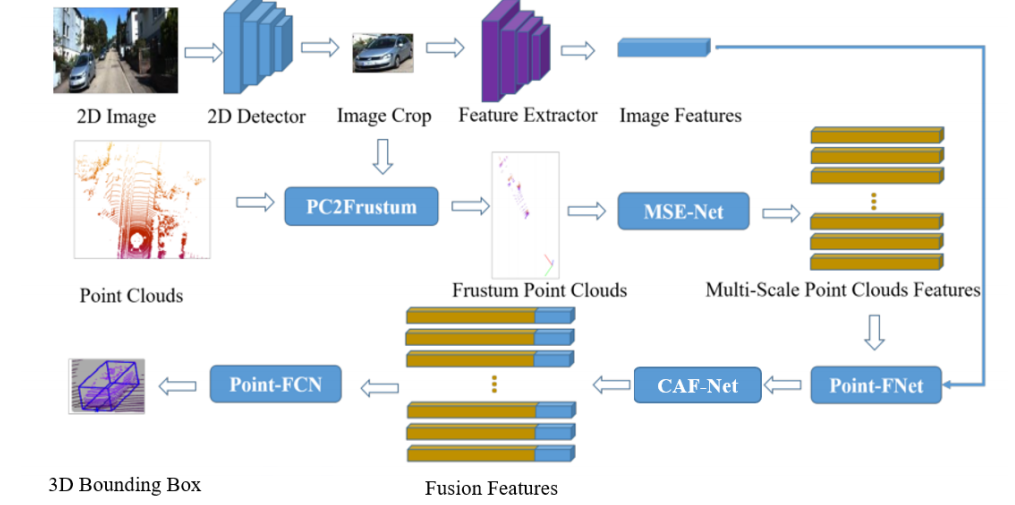 2D Image
2D Detector
Image Crop
Feature Extractor
Image Features
PC2Frustum
MSE-Net
Point Clouds
Frustum Point Clouds
Multi-Scale Point Clouds Features
Point-FCN
CAF-Net
Point-FNet
3D Bounding Box
Fusion Features